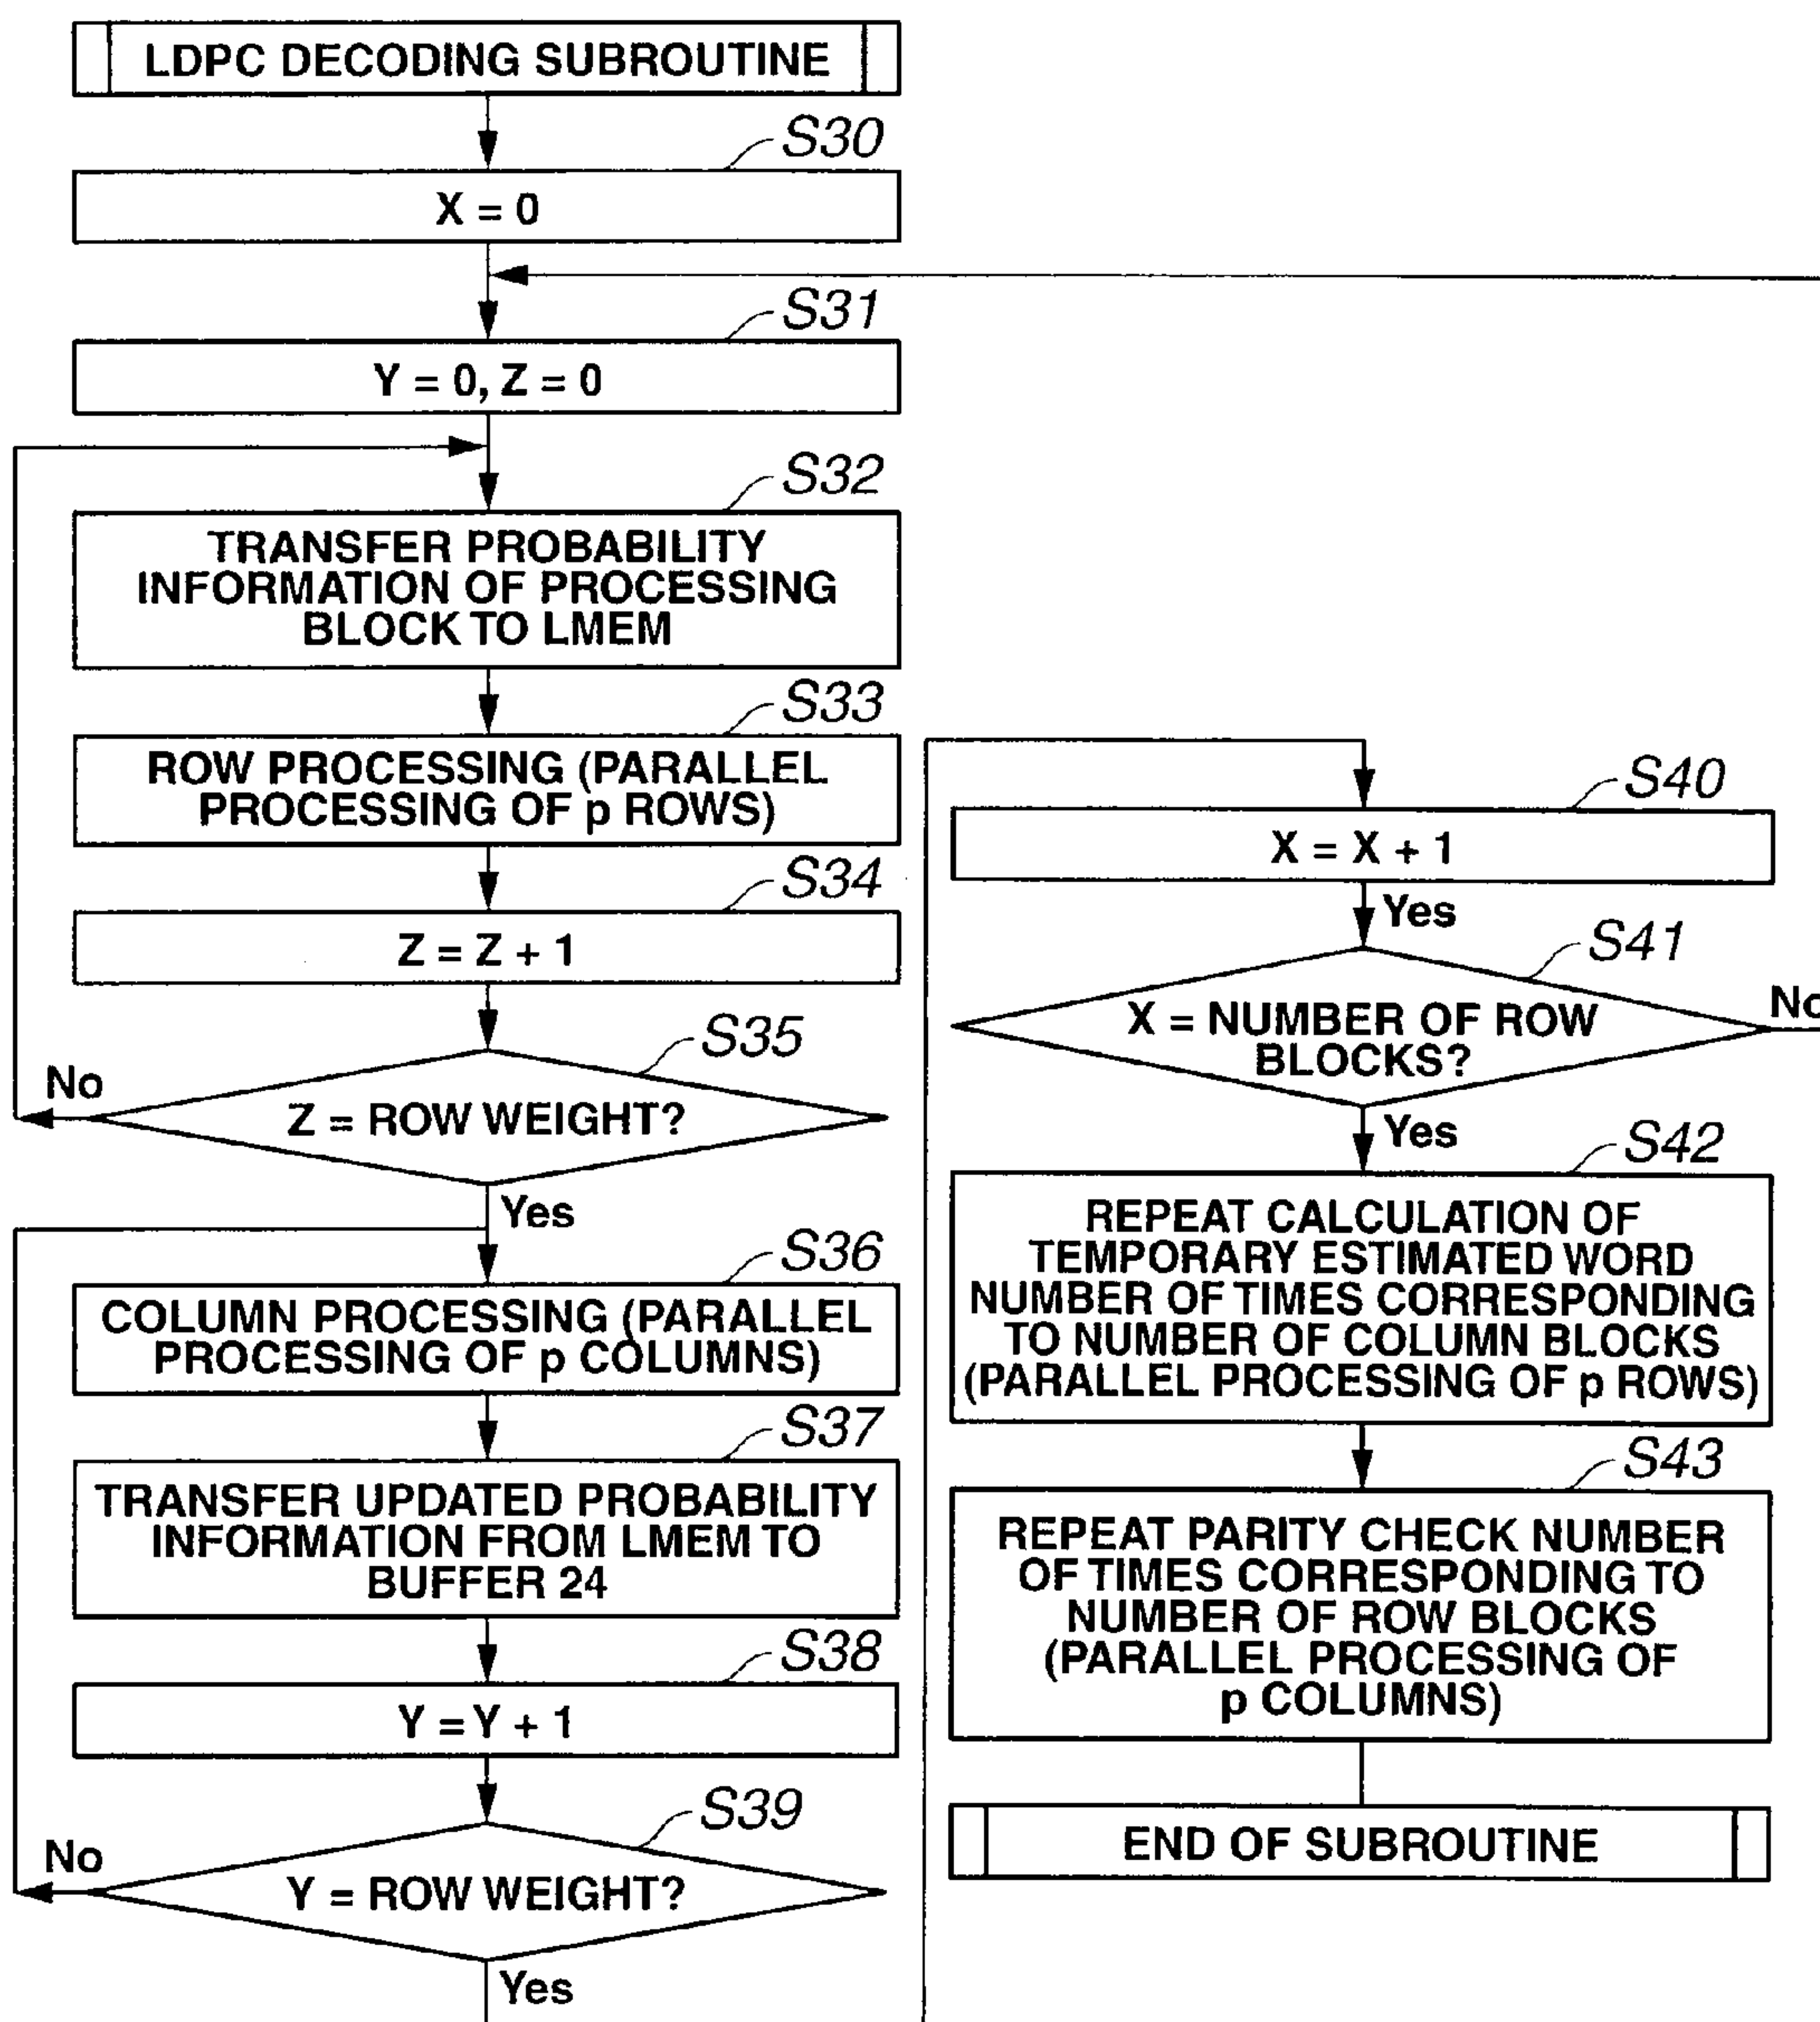 LDPC DECODING SUBROUTINE
S30
X = 0
S31
Y = 0, Z = 0
S32
TRANSFER PROBABILITY
INFORMATION OF PROCESSING
BLOCK TO LMEM
S33
ROW PROCESSING (PARALLEL
PROCESSING OF p ROWS)
S34
Z = Z + 1
S35
No
Z = ROW WEIGHT?
Yes
S36
COLUMN PROCESSING (PARALLEL
PROCESSING OF p COLUMNS)
S37
TRANSFER UPDATED PROBABILITY
INFORMATION FROM LMEM TO
BUFFER 24
S38
Y = Y + 1
S39
No
Y = ROW WEIGHT?
Yes
S40
X = X + 1
Yes
S41
No
X = NUMBER OF ROW
BLOCKS?
Yes
S42
REPEAT CALCULATION OF
TEMPORARY ESTIMATED WORD
NUMBER OF TIMES CORRESPONDING
TO NUMBER OF COLUMN BLOCKS
(PARALLEL PROCESSING OF p ROWS)
S43
REPEAT PARITY CHECK NUMBER
OF TIMES CORRESPONDING TO
NUMBER OF ROW BLOCKS
(PARALLEL PROCESSING OF
p COLUMNS)
END OF SUBROUTINE